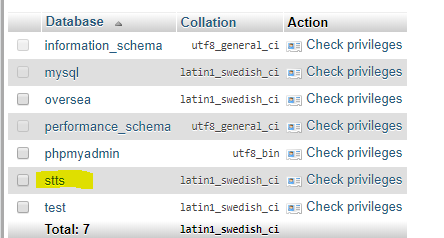 Database Collation Action
information_schema utf8_general_ci Check privileges
mysql latin1_swedish_ci Check privileges
oversea latin1_swedish_ci Check privileges
performance_schema utf8_general_ci Check privileges
phpmyadmin utf8_bin Check privileges
stts latin1_swedish_ci Check privileges
test latin1_swedish_ci Check privileges
Total: 7 latin1_swedish_ci